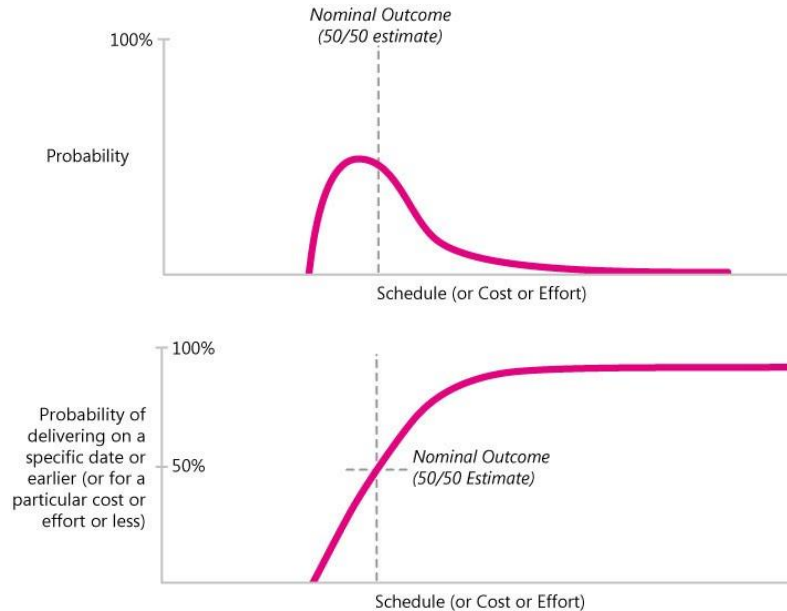 Nominal Outcome
(50/50 estimate)
100%
Probability
Schedule (or Cost or Effort)
100%
Probability of
delivering on a
specific date or
earlier (or for a
particular cost or
effort or less)
50%
Nominal Outcome
(50/50 Estimate)
Schedule (or Cost or Effort)